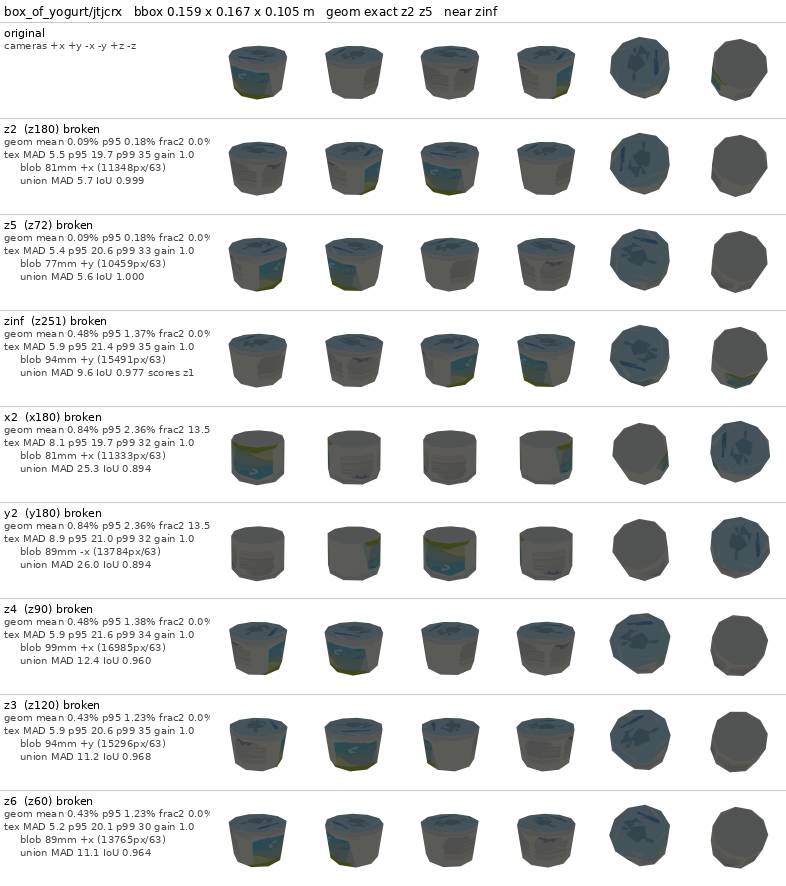 box_of_yogurt/jtjcrx bbox 0.159 x 0.167 x 0.105 m geom exact z2 z5 near zinf
original
cameras +x +y -x -y +z -z
z2 (z180) broken
geom mean 0.09% p95 0.18% frac2 0.0%
tex MAD 5.5 p95 19.7 p99 35 gain 1.0
blob 81mm +x (11348px/63)
union MAD 5.7 IoU 0.999
z5 (z72) broken
geom mean 0.09% p95 0.18% frac2 0.0%
tex MAD 5.4 p95 20.6 p99 33 gain 1.0
blob 77mm +y (10459px/63)
union MAD 5.6 IoU 1.000
zinf (z251) broken
geom mean 0.48% p95 1.37% frac2 0.0%
tex MAD 5.9 p95 21.4 p99 35 gain 1.0
blob 94mm +y (15491px/63)
union MAD 9.6 IoU 0.977 scores z1
x2 (x180) broken
geom mean 0.84% p95 2.36% frac2 13.5
tex MAD 8.1 p95 19.7 p99 32 gain 1.0
blob 81mm +x (11333px/63)
union MAD 25.3 IoU 0.894
y2 (y180) broken
geom mean 0.84% p95 2.36% frac2 13.5
tex MAD 8.9 p95 21.0 p99 32 gain 1.0
blob 89mm -x (13784px/63)
union MAD 26.0 IoU 0.894
z4 (z90) broken
geom mean 0.48% p95 1.38% frac2 0.0%
tex MAD 5.9 p95 21.6 p99 34 gain 1.0
blob 99mm +x (16985px/63)
union MAD 12.4 IoU 0.960
z3 (z120) broken
geom mean 0.43% p95 1.23% frac2 0.0%
tex MAD 5.9 p95 20.6 p99 35 gain 1.0
blob 94mm +y (15296px/63)
union MAD 11.2 IoU 0.968
z6 (z60) broken
geom mean 0.43% p95 1.23% frac2 0.0%
tex MAD 5.2 p95 20.1 p99 30 gain 1.0
blob 89mm +x (13765px/63)
union MAD 11.1 IoU 0.964